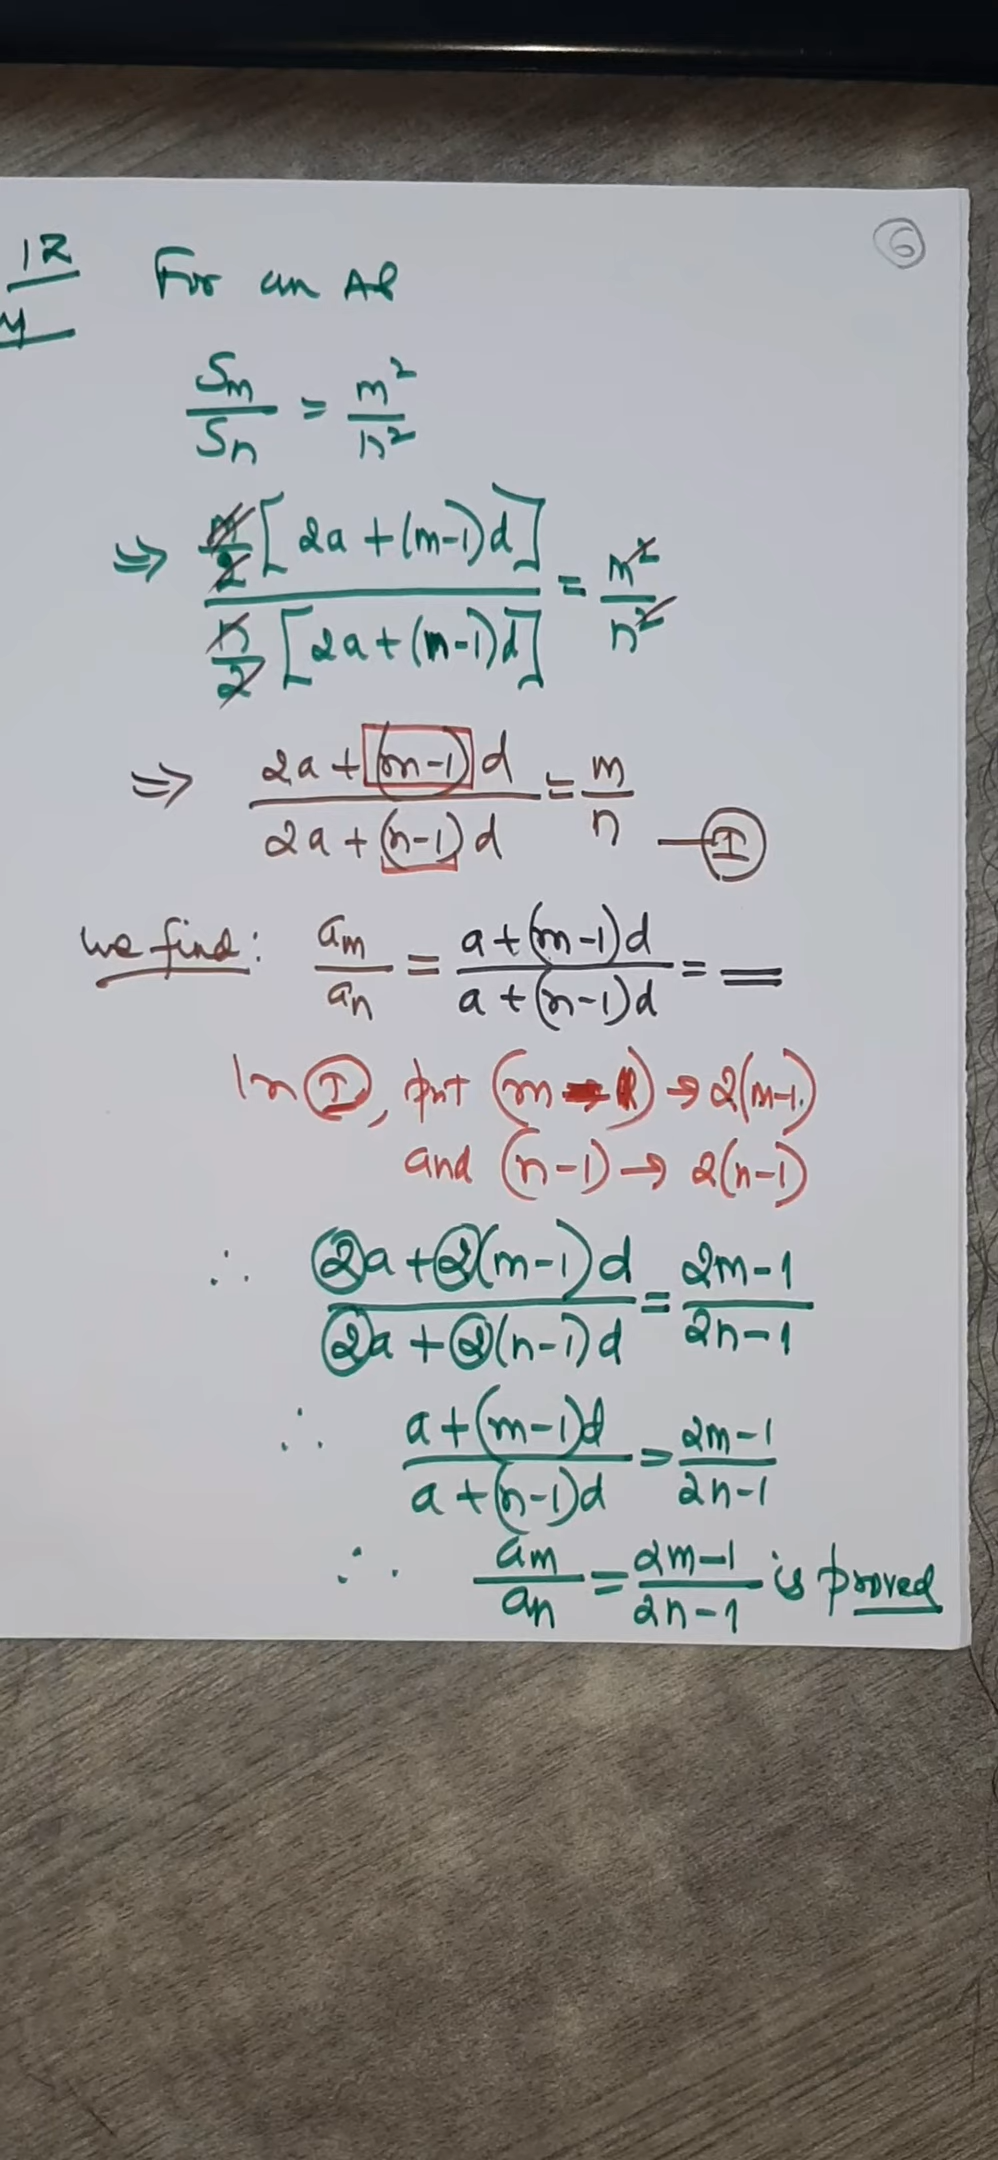 6
12 For an AP
Sm/Sn = m²/n²
⇒ m/2 [2a + (m-1)d] / n/2 [2a + (m-1)d] = m²/n²
⇒ 2a + (m-1)d / 2a + (n-1)d = m/n — I
we find: am/an = a + (m-1)d / a + (n-1)d = —
In I, put (m - 1) → 2(m-1)
and (n-1) → 2(n-1)
∴ 2a + 2(m-1)d / 2a + 2(n-1)d = 2m-1 / 2n-1
∴ a + (m-1)d / a + (n-1)d = 2m-1 / 2n-1
∴ am/an = 2m-1 / 2n-1 is proved